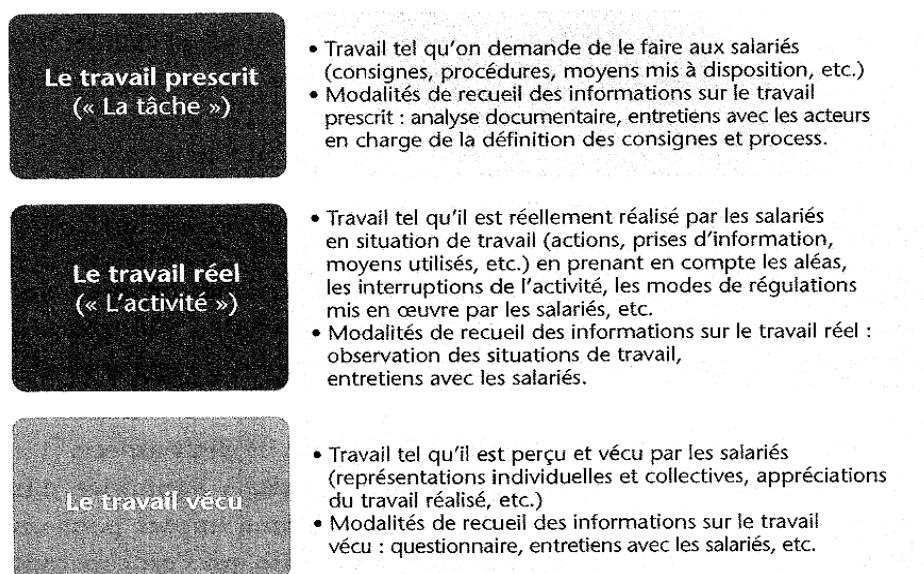 Le travail prescrit
(« La tâche »)
• Travail tel qu'on demande de le faire aux salariés
(consignes, procédures, moyens mis à disposition, etc.)
• Modalités de recueil des informations sur le travail
prescrit : analyse documentaire, entretiens avec les acteurs
en charge de la définition des consignes et process.
Le travail réel
(« L'activité »)
• Travail tel qu'il est réellement réalisé par les salariés
en situation de travail (actions, prises d'information,
moyens utilisés, etc.) en prenant en compte les aléas,
les interruptions de l'activité, les modes de régulations
mis en œuvre par les salariés, etc.
• Modalités de recueil des informations sur le travail réel :
observation des situations de travail,
entretiens avec les salariés.
Le travail vécu
• Travail tel qu'il est perçu et vécu par les salariés
(représentations individuelles et collectives, appréciations
du travail réalisé, etc.)
• Modalités de recueil des informations sur le travail
vécu : questionnaire, entretiens avec les salariés, etc.